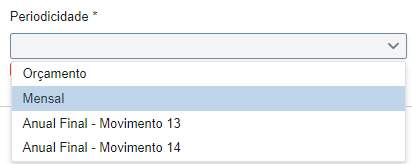 Periodicidade *
Orçamento
Mensal
Anual Final - Movimento 13
Anual Final - Movimento 14